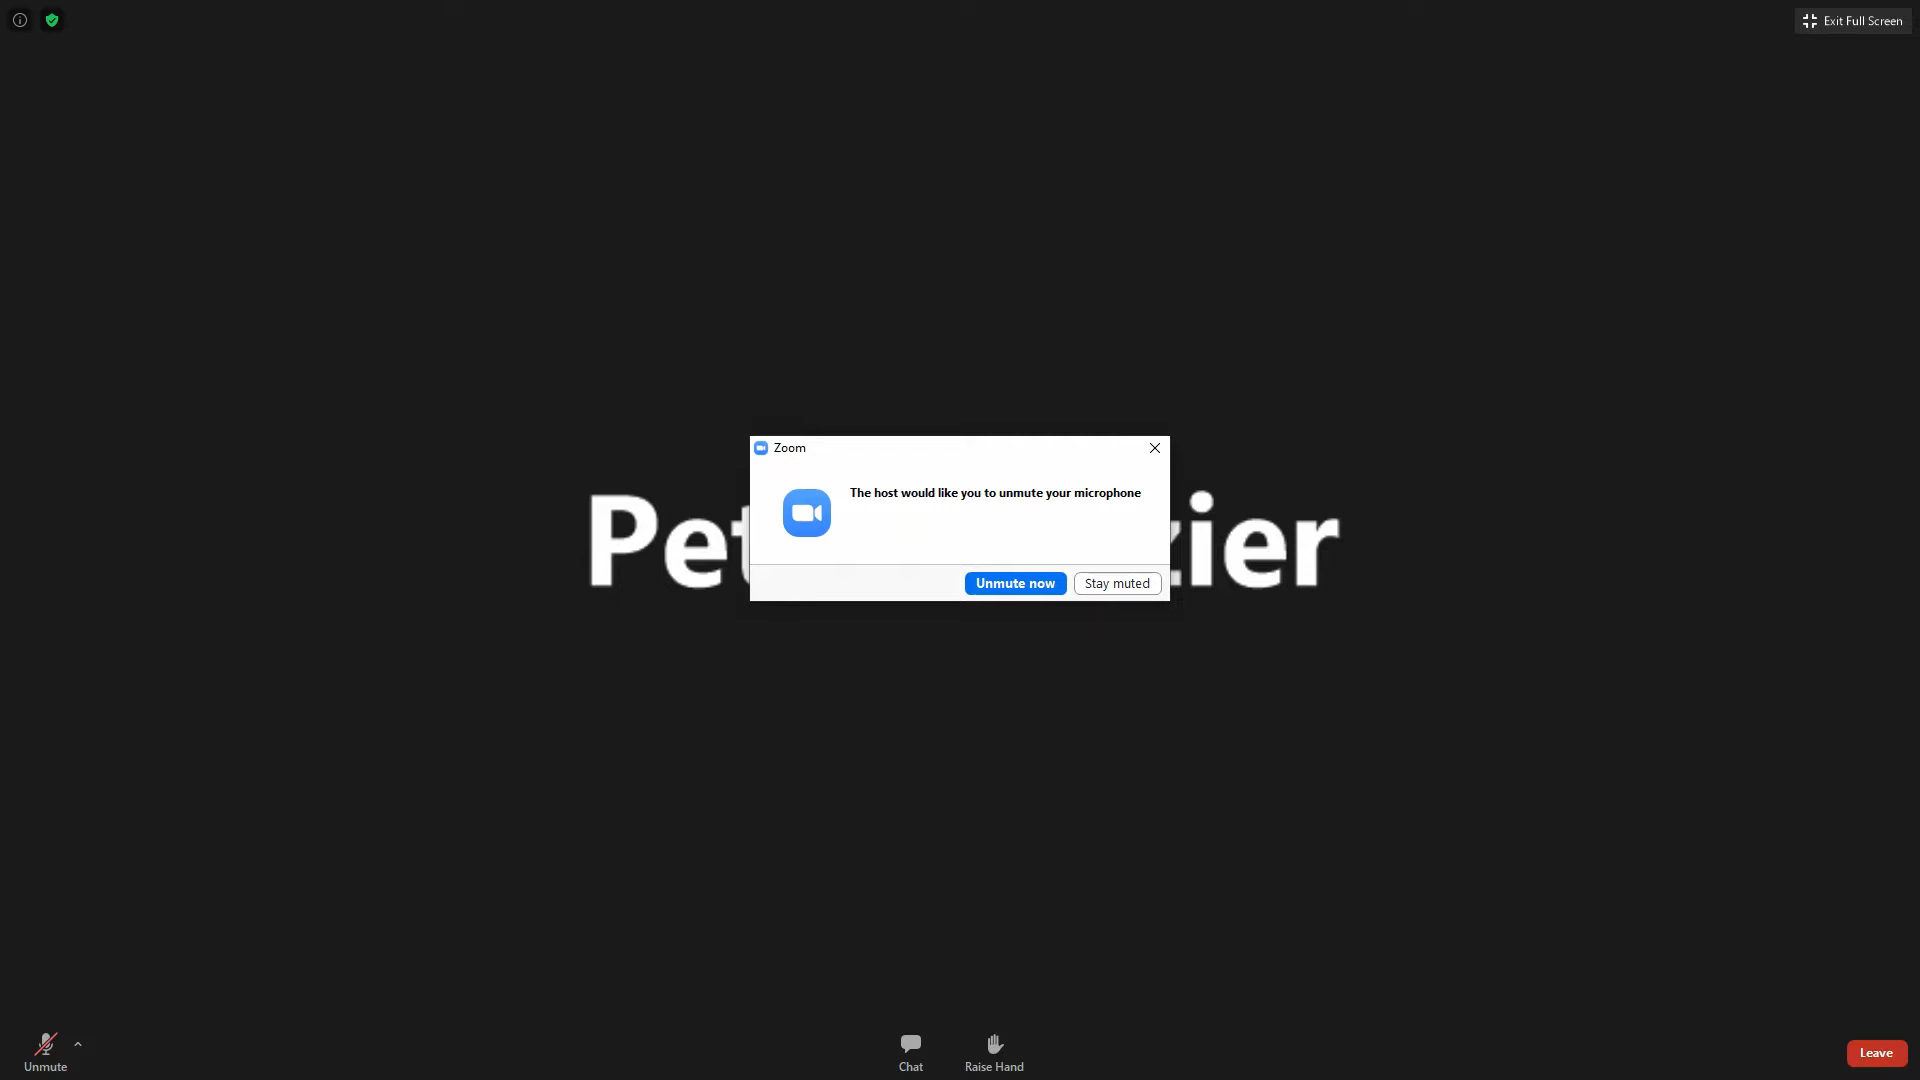 Exit Full Screen
Zoom
The host would like you to unmute your microphone
Unmute now
Stay muted
Unmute
Chat
Raise Hand
Leave